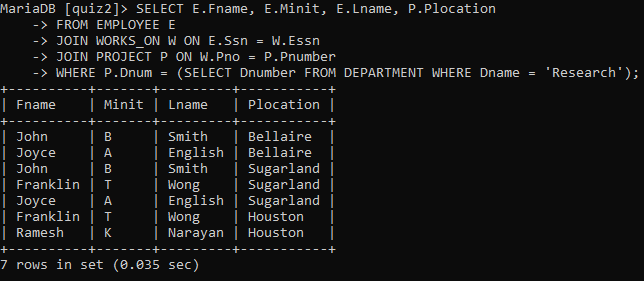 MariaDB [quiz2]> SELECT E.Fname, E.Minit, E.Lname, P.Plocation
    -> FROM EMPLOYEE E
    -> JOIN WORKS_ON W ON E.Ssn = W.Essn
    -> JOIN PROJECT P ON W.Pno = P.Pnumber
    -> WHERE P.Dnum = (SELECT Dnumber FROM DEPARTMENT WHERE Dname = 'Research');
+----------+-------+---------+-----------+
| Fname    | Minit | Lname   | Plocation |
+----------+-------+---------+-----------+
| John     | B     | Smith   | Bellaire  |
| Joyce    | A     | English | Bellaire  |
| John     | B     | Smith   | Sugarland |
| Franklin | T     | Wong    | Sugarland |
| Joyce    | A     | English | Sugarland |
| Franklin | T     | Wong    | Houston   |
| Ramesh   | K     | Narayan | Houston   |
+----------+-------+---------+-----------+
7 rows in set (0.035 sec)